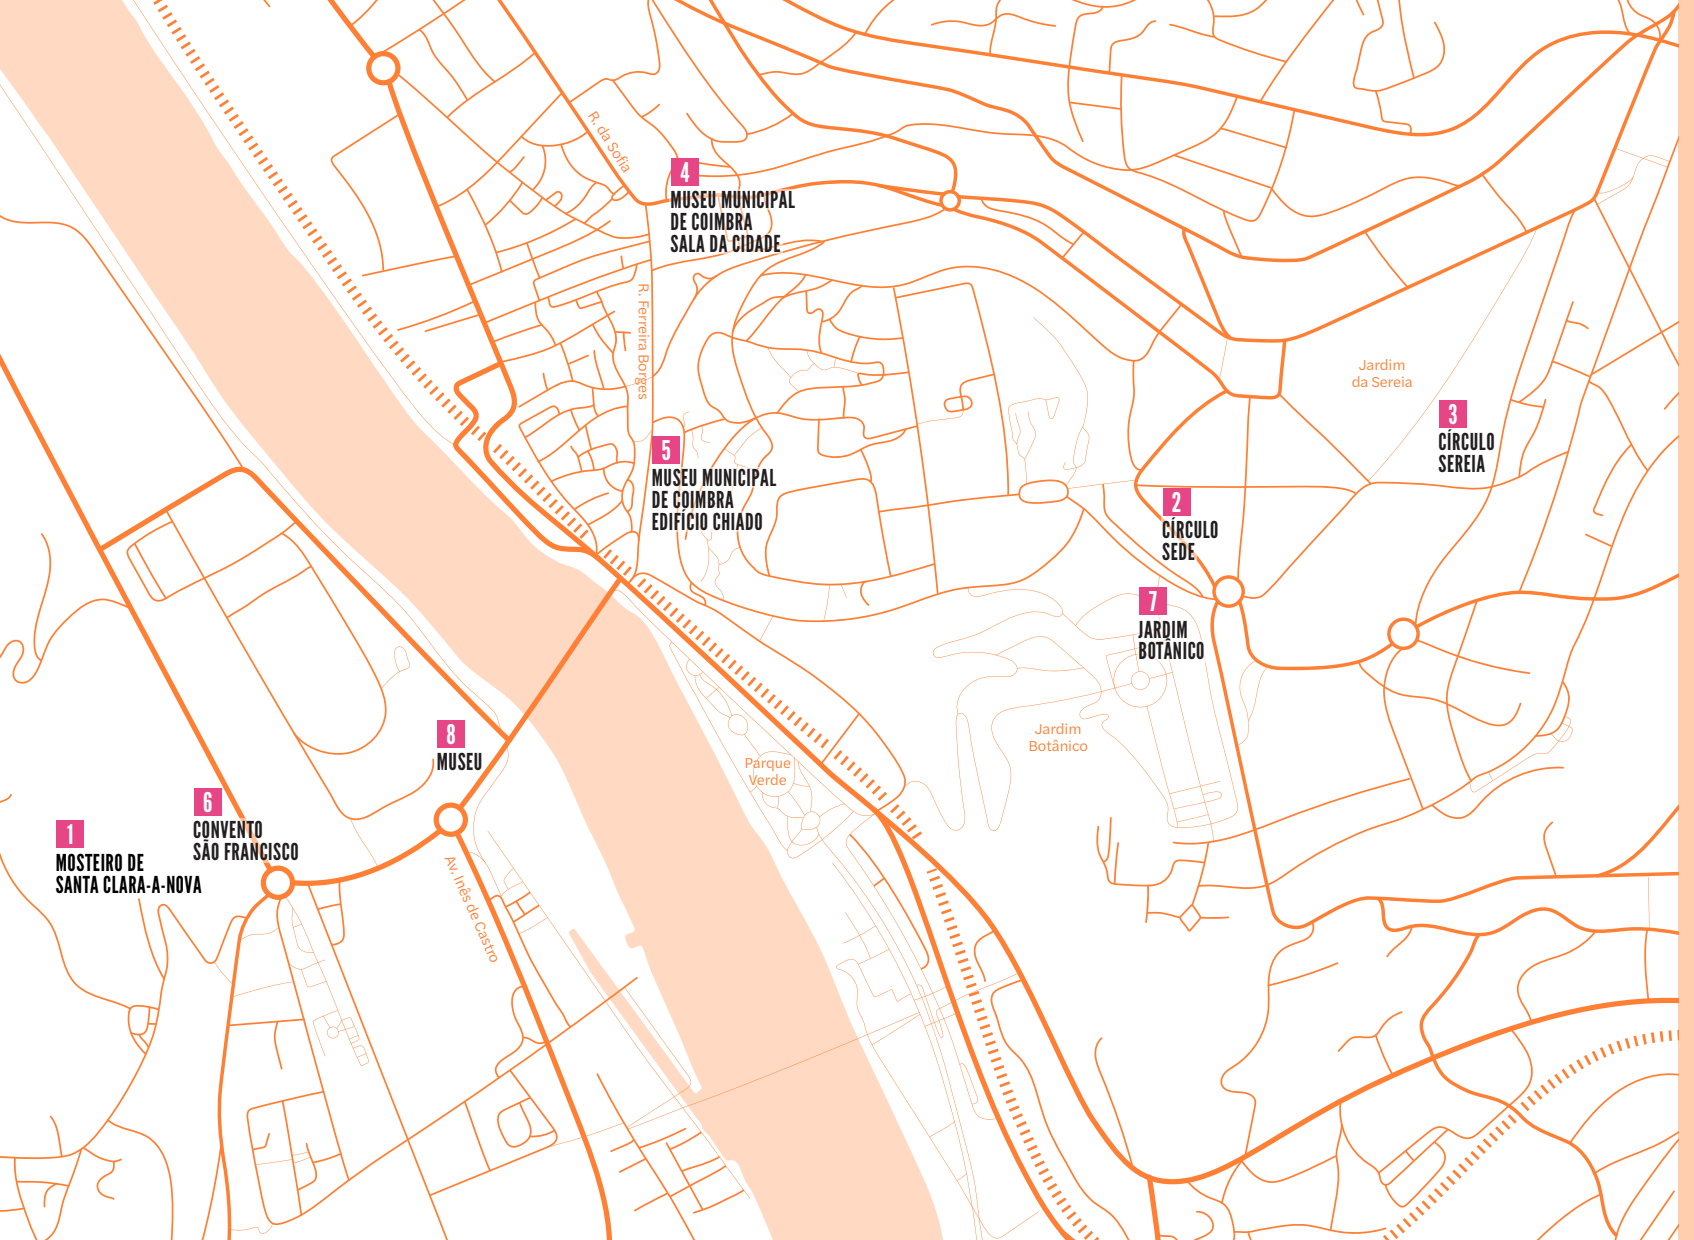 R. da Sofia
4
MUSEU MUNICIPAL
DE COIMBRA
SALA DA CIDADE
R. Ferreira Borges
Jardim
da Sereia
3
CÍRCULO
SEREIA
5
MUSEU MUNICIPAL
DE COIMBRA
EDIFÍCIO CHIADO
2
CÍRCULO
SEDE
7
JARDIM
BOTÂNICO
Jardim
Botânico
8
MUSEU
Parque
Verde
6
CONVENTO
SÃO FRANCISCO
1
MOSTEIRO DE
SANTA CLARA-A-NOVA
Av. Inês de Castro